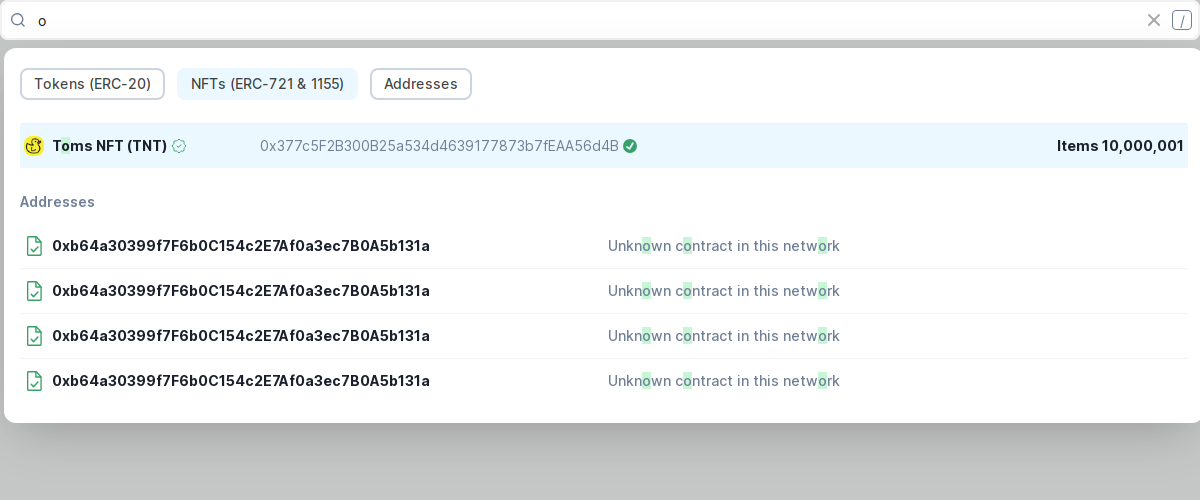 o /
Tokens (ERC-20) NFTs (ERC-721 & 1155) Addresses
Toms NFT (TNT) 0x377c5F2B300B25a534d4639177873b7fEAA56d4B Items 10,000,001
Addresses
0xb64a30399f7F6b0C154c2E7Af0a3ec7B0A5b131a Unknown contract in this network
0xb64a30399f7F6b0C154c2E7Af0a3ec7B0A5b131a Unknown contract in this network
0xb64a30399f7F6b0C154c2E7Af0a3ec7B0A5b131a Unknown contract in this network
0xb64a30399f7F6b0C154c2E7Af0a3ec7B0A5b131a Unknown contract in this network